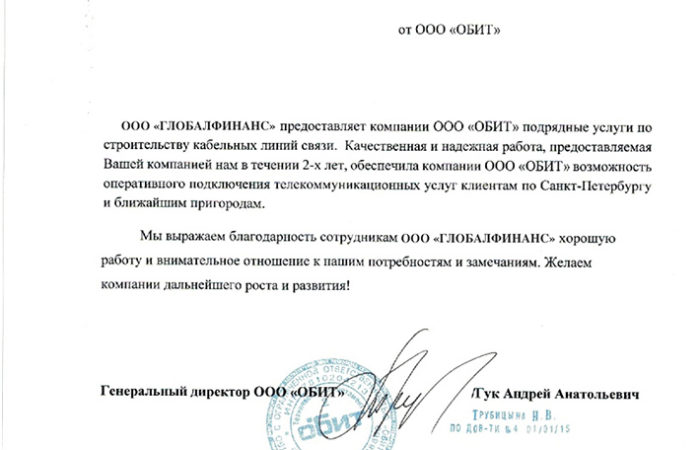 от ООО «ОБИТ»
ООО «ГЛОБАЛФИНАНС» предоставляет компании ООО «ОБИТ» подрядные услуги по
строительству кабельных линий связи. Качественная и надежная работа, предоставляемая
Вашей компанией нам в течении 2-х лет, обеспечила компании ООО «ОБИТ» возможность
оперативного подключения телекоммуникационных услуг клиентам по Санкт-Петербургу
и ближайшим пригородам.
Мы выражаем благодарность сотрудникам ООО «ГЛОБАЛФИНАНС» хорошую
работу и внимательное отношение к нашим потребностям и замечаниям. Желаем
компании дальнейшего роста и развития!
Генеральный директор ООО «ОБИТ»
/Гук Андрей Анатольевич
ТРУБИЦЫНА Н.В.
ПО ДОВ-ТИ №4 01/01/15
ОБИТ